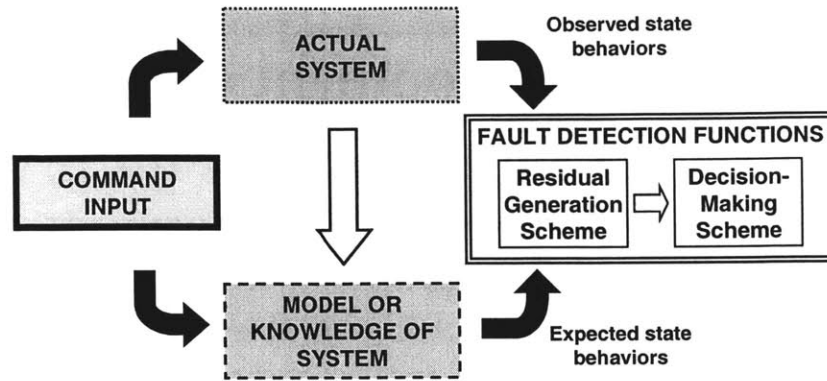 ACTUAL
SYSTEM
Observed state
behaviors
COMMAND
INPUT
FAULT DETECTION FUNCTIONS
Residual
Generation
Scheme
Decision-
Making
Scheme
MODEL OR
KNOWLEDGE OF
SYSTEM
Expected state
behaviors